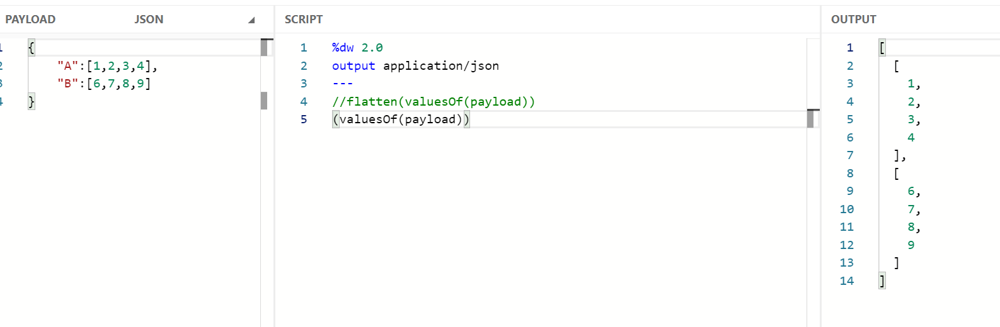 PAYLOAD JSON
1 {
2 "A":[1,2,3,4],
3 "B":[6,7,8,9]
4 }
SCRIPT
1 %dw 2.0
2 output application/json
3 ---
4 //flatten(valuesOf(payload))
5 (valuesOf(payload))
OUTPUT
1 [
2 [
3 1,
4 2,
5 3,
6 4
7 ],
8 [
9 6,
10 7,
11 8,
12 9
13 ]
14 ]